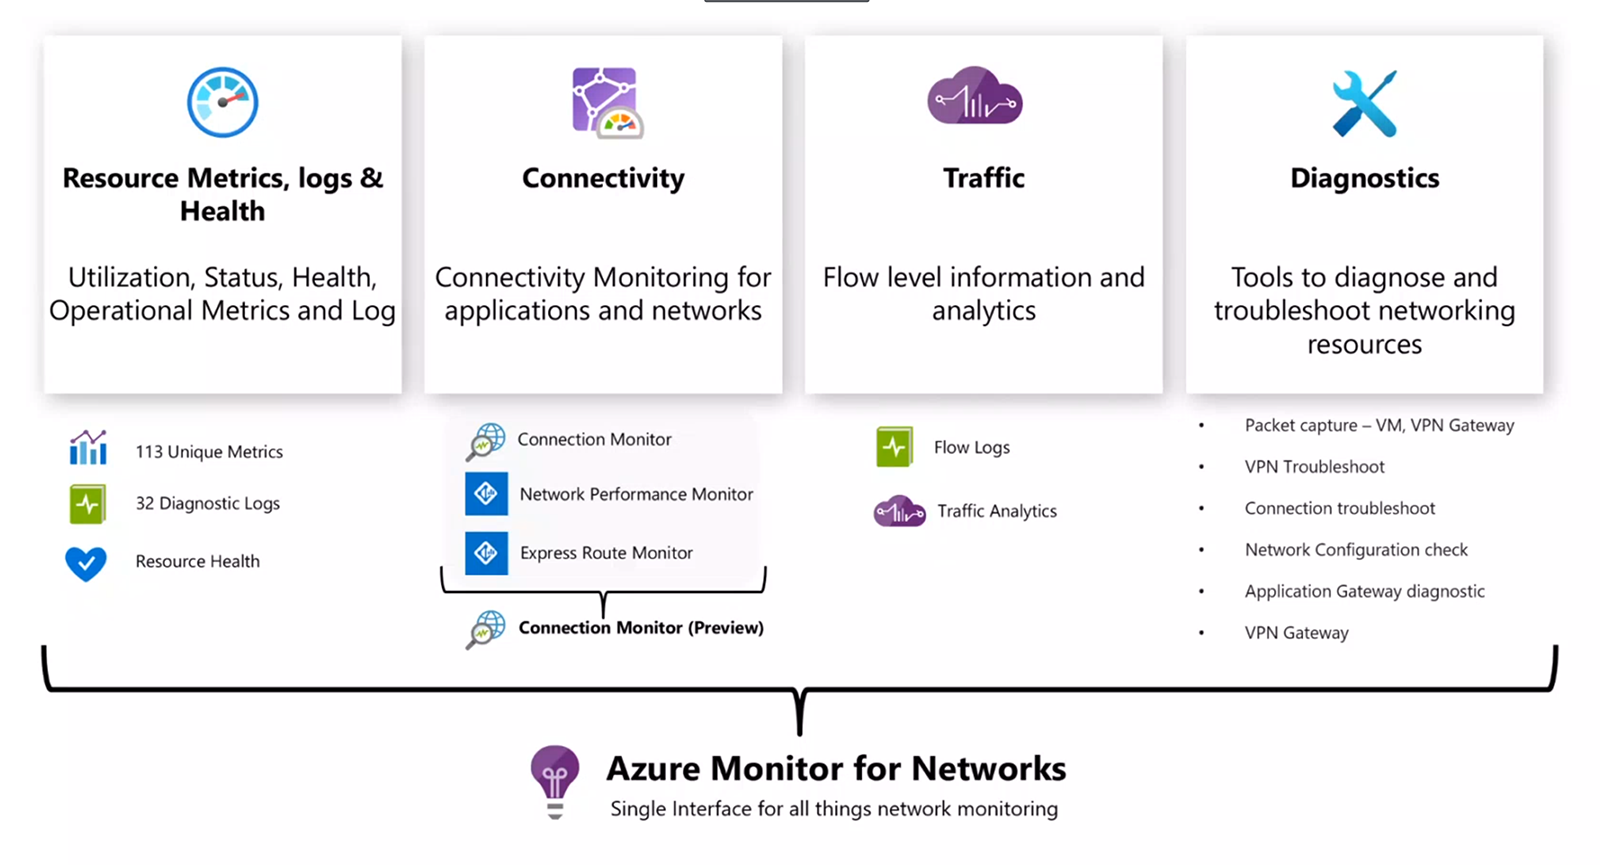 Resource Metrics, logs &
Health
Utilization, Status, Health,
Operational Metrics and Log
113 Unique Metrics
32 Diagnostic Logs
Resource Health
Connectivity
Connectivity Monitoring for
applications and networks
Connection Monitor
Network Performance Monitor
Express Route Monitor
Connection Monitor (Preview)
Traffic
Flow level information and
analytics
Flow Logs
Traffic Analytics
Diagnostics
Tools to diagnose and
troubleshoot networking
resources
• Packet capture – VM, VPN Gateway
• VPN Troubleshoot
• Connection troubleshoot
• Network Configuration check
• Application Gateway diagnostic
• VPN Gateway
Azure Monitor for Networks
Single Interface for all things network monitoring